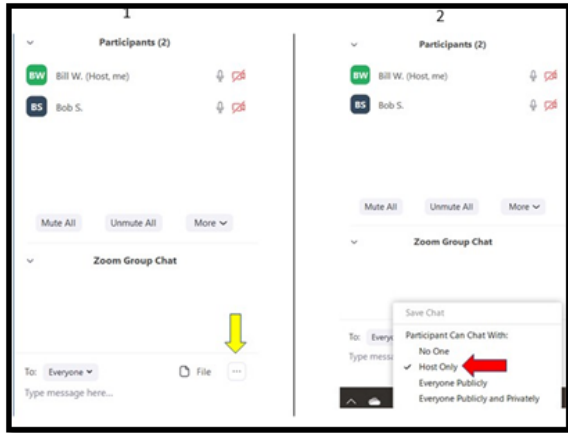 1
Participants (2)
BW Bill W. (Host, me)
BS Bob S.
Mute All Unmute All More
Zoom Group Chat
To: Everyone File ...
Type message here...
2
Participants (2)
BW Bill W. (Host, me)
BS Bob S.
Mute All Unmute All More
Zoom Group Chat
Save Chat
To: Everyo Participant Can Chat With:
Type messa No One
✓ Host Only
Everyone Publicly
Everyone Publicly and Privately